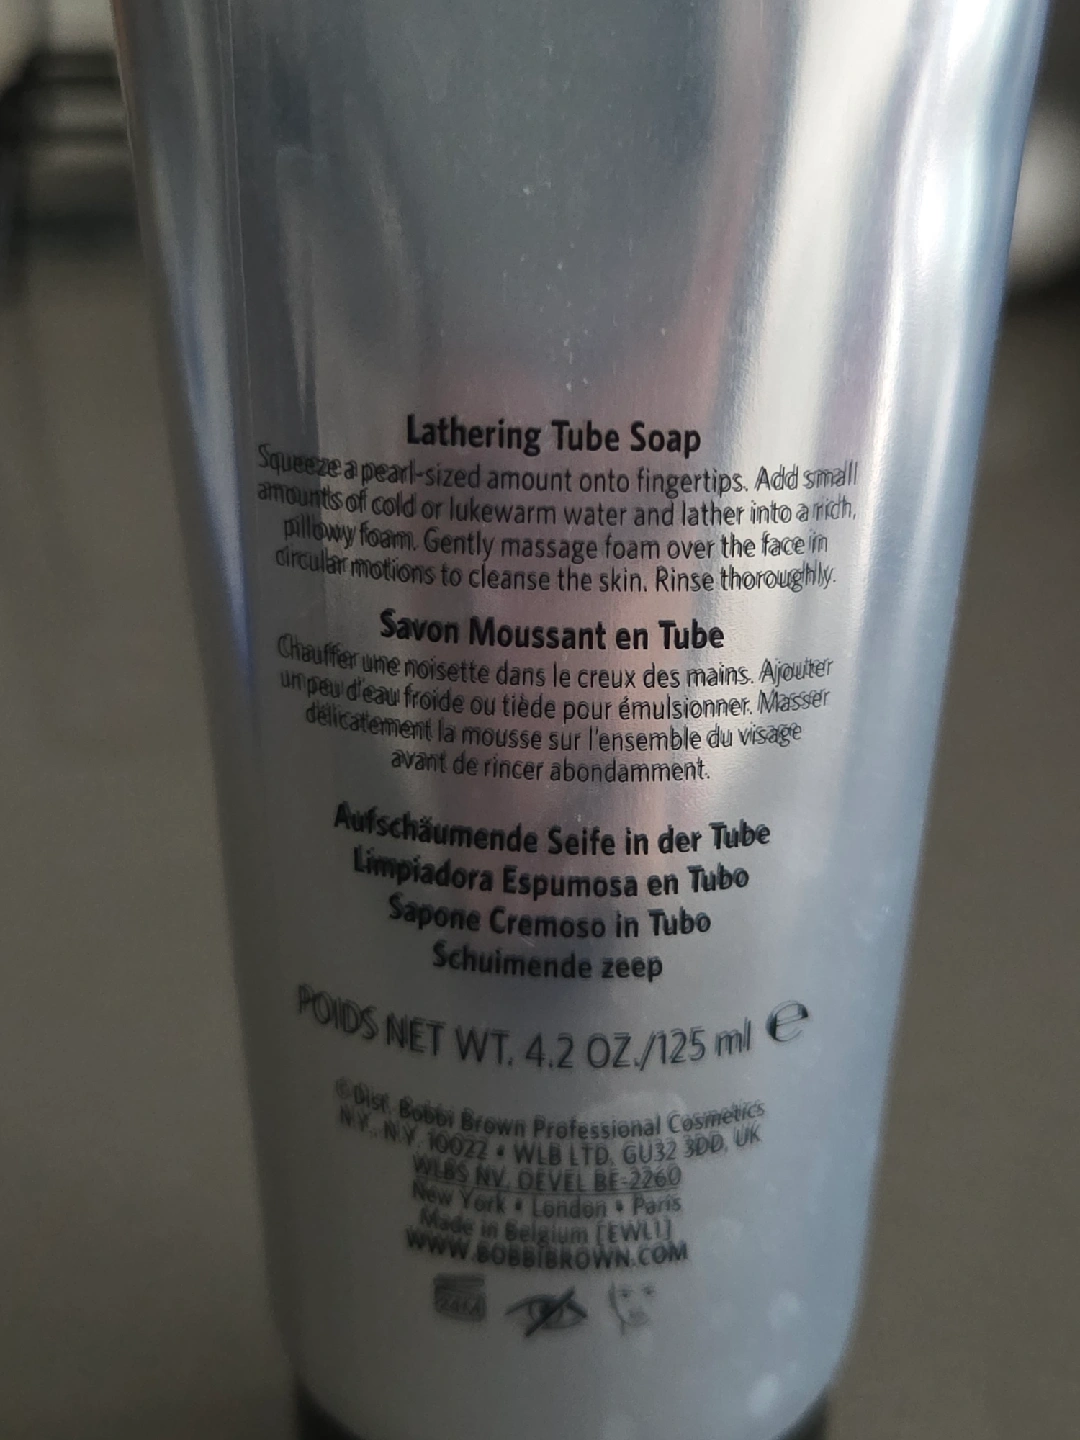 Lathering Tube Soap
Squeeze a pearl-sized amount onto fingertips. Add small
amounts of cold or lukewarm water and lather into a rich,
pillowy foam. Gently massage foam over the face in
circular motions to cleanse the skin. Rinse thoroughly.
Savon Moussant en Tube
Chauffer une noisette dans le creux des mains. Ajouter
un peu d'eau froide ou tiède pour émulsionner. Masser
délicatement la mousse sur l'ensemble du visage
avant de rincer abondamment.
Aufschäumende Seife in der Tube
Limpiadora Espumosa en Tubo
Sapone Cremoso in Tubo
Schuimende zeep
POIDS NET WT. 4.2 OZ./125 ml ℮
©Dist. Bobbi Brown Professional Cosmetics
N.Y., N.Y. 10022 • WLB LTD, GU32 3DD, UK
WLBS NV, OEVEL BE-2260
New York • London • Paris
Made in Belgium [EWL1]
WWW.BOBBIBROWN.COM
24M